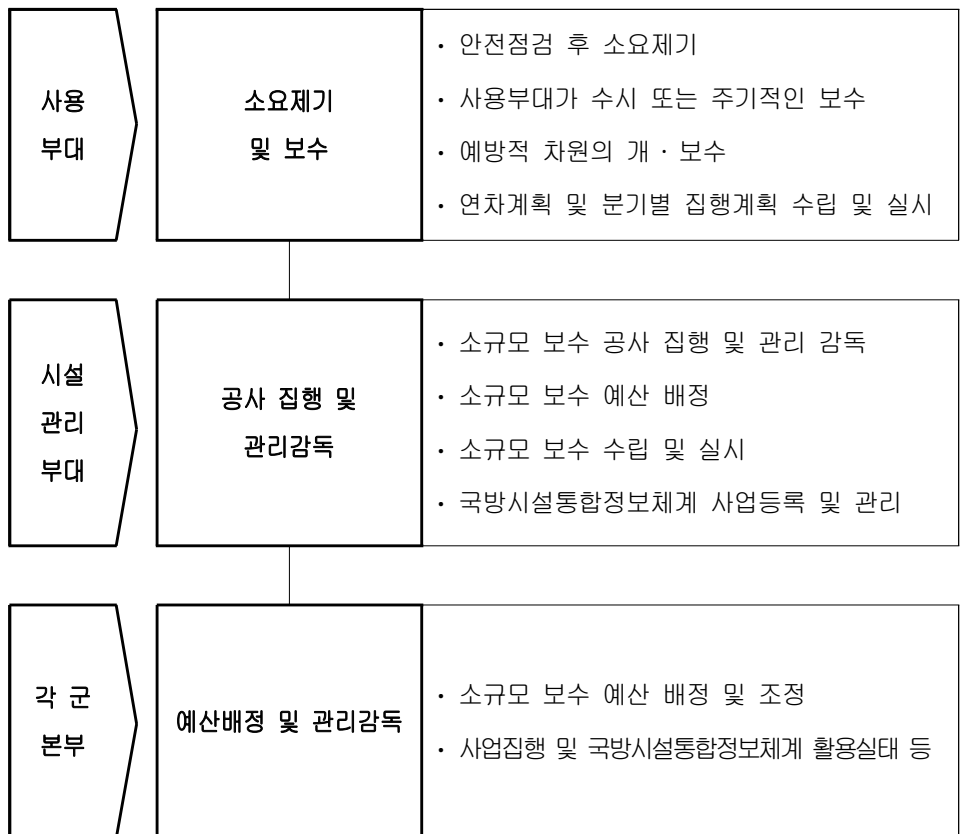 사용
부대
소요제기
및 보수
· 안전점검 후 소요제기
· 사용부대가 수시 또는 주기적인 보수
· 예방적 차원의 개 · 보수
· 연차계획 및 분기별 집행계획 수립 및 실시
시설
관리
부대
공사 집행 및
관리감독
· 소규모 보수 공사 집행 및 관리 감독
· 소규모 보수 예산 배정
· 소규모 보수 수립 및 실시
· 국방시설통합정보체계 사업등록 및 관리
각 군
본부
예산배정 및 관리감독
· 소규모 보수 예산 배정 및 조정
· 사업집행 및 국방시설통합정보체계 활용실태 등